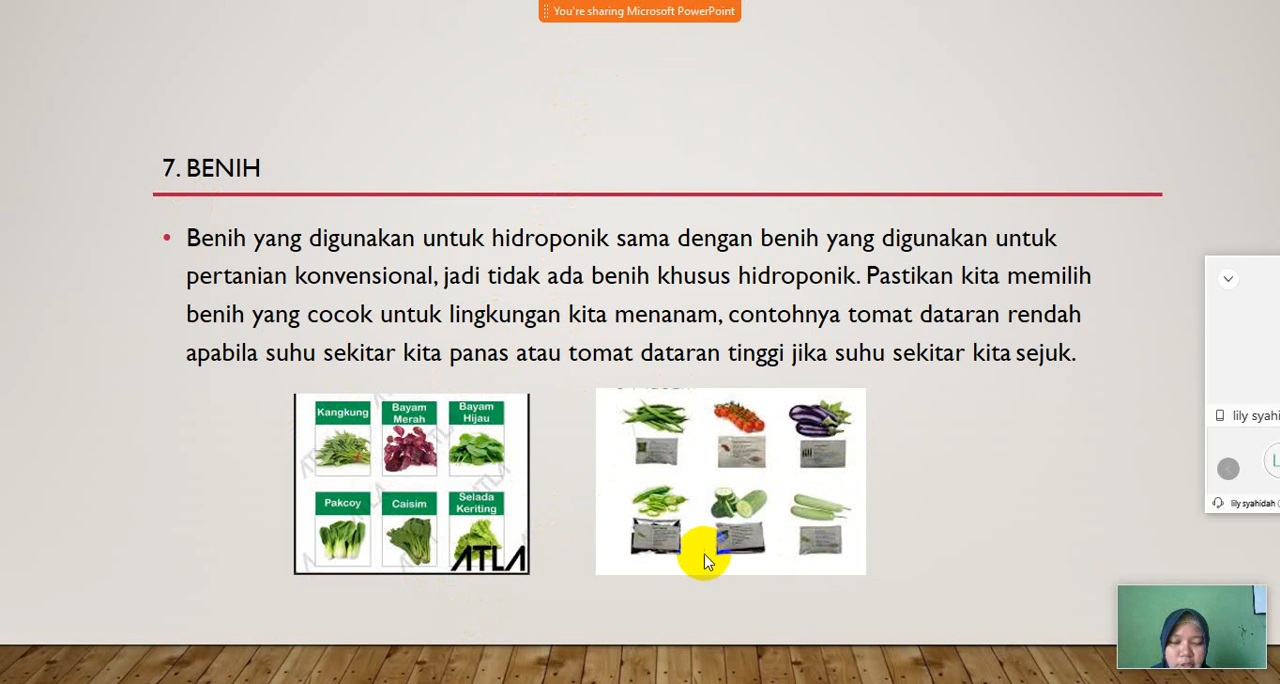 You're sharing Microsoft PowerPoint
7. BENIH
• Benih yang digunakan untuk hidroponik sama dengan benih yang digunakan untuk
pertanian konvensional, jadi tidak ada benih khusus hidroponik. Pastikan kita memilih
benih yang cocok untuk lingkungan kita menanam, contohnya tomat dataran rendah
apabila suhu sekitar kita panas atau tomat dataran tinggi jika suhu sekitar kita sejuk.
Kangkung
Bayam
Merah
Bayam
Hijau
Pakcoy
Caisim
Selada
Keriting
ATLA
lily syahi
L
lily syahidah (